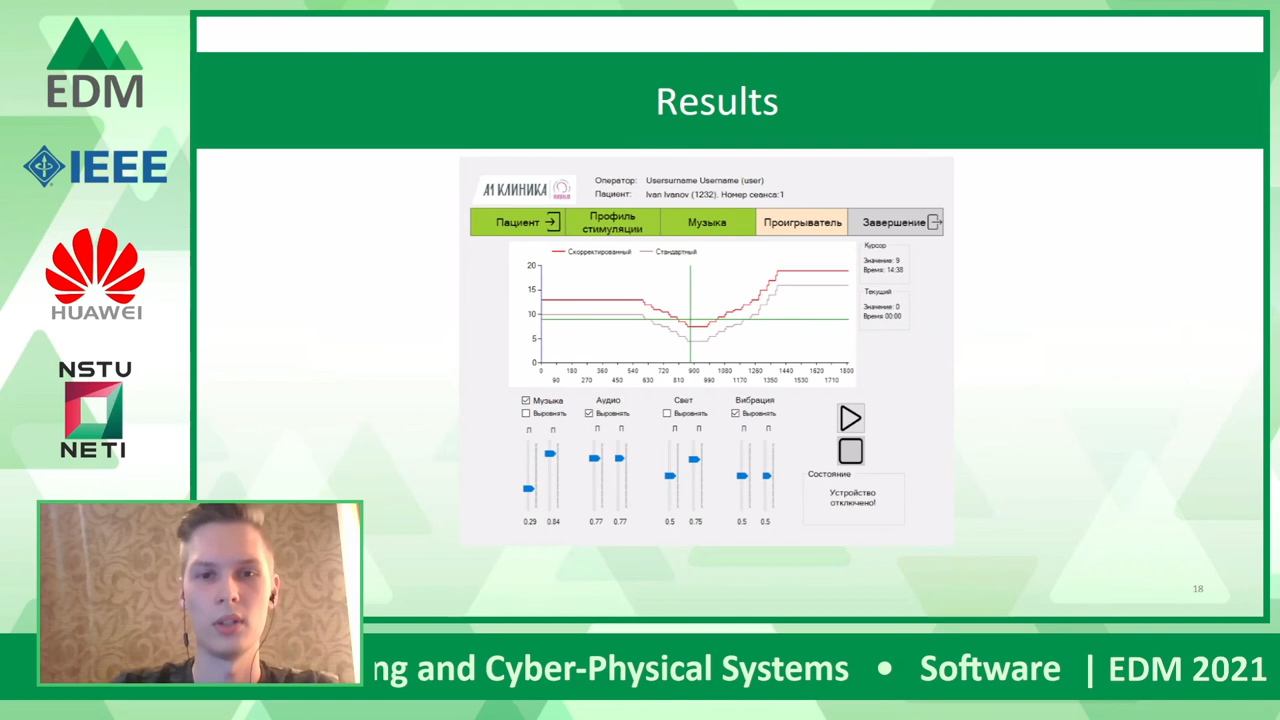 EDM
IEEE
HUAWEI
NSTU
NETI
Results
А1 КЛИНИКА
Оператор: Usersurname Username (user)
Пациент: Ivan Ivanov (1232). Номер сеанса:1
Пациент
Профиль стимуляции
Музыка
Проигрыватель
Завершение
Скорректированный
Стандартный
20
15
10
5
0
0 180 360 540 720 900 1080 1260 1440 1620 1800
90 270 450 630 810 990 1170 1350 1530 1710
Курсор
Значение: 9
Время: 14:38
Текущий
Значение: 0
Время 00:00
Музыка Аудио Свет Вибрация
Выровнять Выровнять Выровнять Выровнять
Л П Л П Л П Л П
0.29 0.84 0.77 0.77 0.5 0.75 0.5 0.5
Состояние
Устройство
отключено!
18
ng and Cyber-Physical Systems • Software | EDM 2021